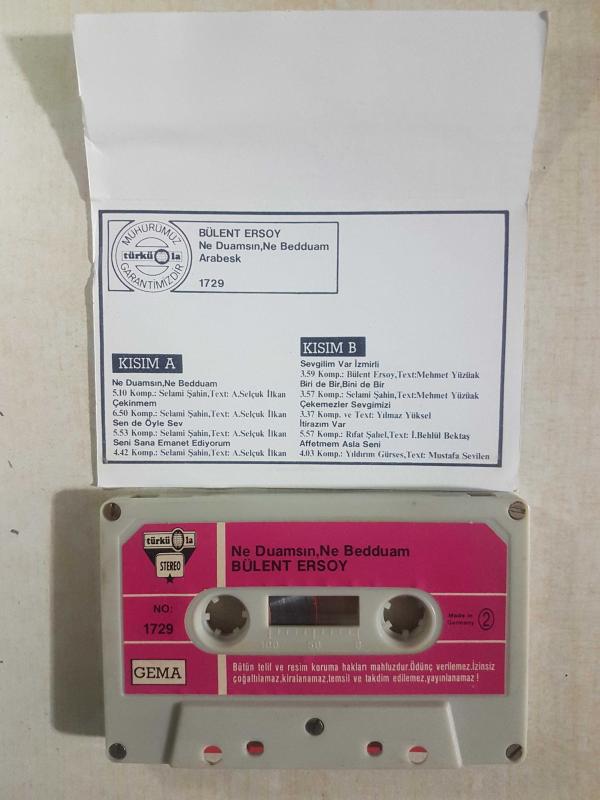 MÜHÜRÜMÜZ
türkü la
GARANTİMİZDİR
BÜLENT ERSOY
Ne Duamsın,Ne Bedduam
Arabesk
1729
KISIM A
Ne Duamsın,Ne Bedduam
5.10 Komp.: Selami Şahin,Text: A.Selçuk İlkan
Çekinmem
6.50 Komp.: Selami Şahin,Text: A.Selçuk İlkan
Sen de Öyle Sev
5.53 Komp.: Selami Şahin,Text: A.Selçuk İlkan
Seni Sana Emanet Ediyorum
4.42 Komp.: Selami Şahin,Text: A.Selçuk İlkan
KISIM B
Sevgilim Var İzmirli
3.59 Komp.: Bülent Ersoy,Text:Mehmet Yüzüak
Biri de Bir,Bini de Bir
3.57 Komp.: Selami Şahin,Text:Mehmet Yüzüak
Çekemezler Sevgimizi
3.37 Komp. ve Text: Yılmaz Yüksel
İtirazım Var
5.57 Komp.: Rıfat Şahel,Text: İ.Behlül Bektaş
Affetmem Asla Seni
4.03 Komp.: Yıldırım Gürses,Text: Mustafa Sevilen
türkü la
STEREO
Ne Duamsın,Ne Bedduam
BÜLENT ERSOY
NO:
1729
100 50 0
Made in
Germany
2
GEMA
Bütün telif ve resim koruma hakları mahfuzdur.Ödünç verilemez.İzinsiz
çoğaltılamaz,kiralanamaz,temsil ve takdim edilemez,yayınlanamaz!